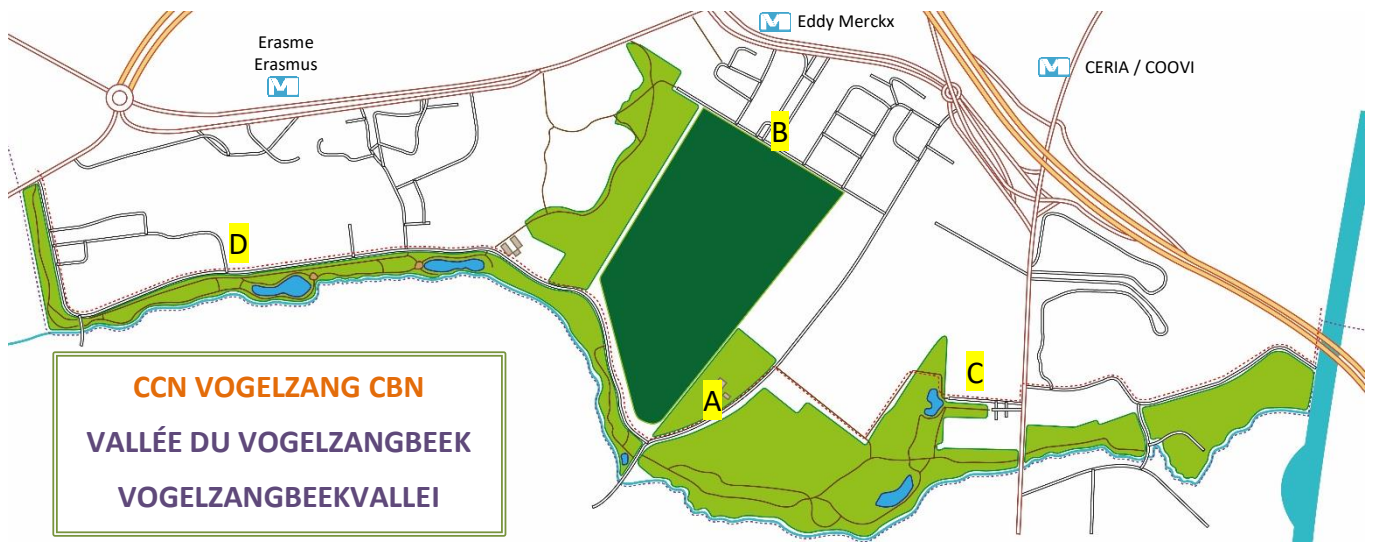 Erasme
Erasmus
M
M Eddy Merckx
M CERIA / COOVI
B
D
A
C
CCN VOGELZANG CBN
VALLÉE DU VOGELZANGBEEK
VOGELZANGBEEKVALLEI